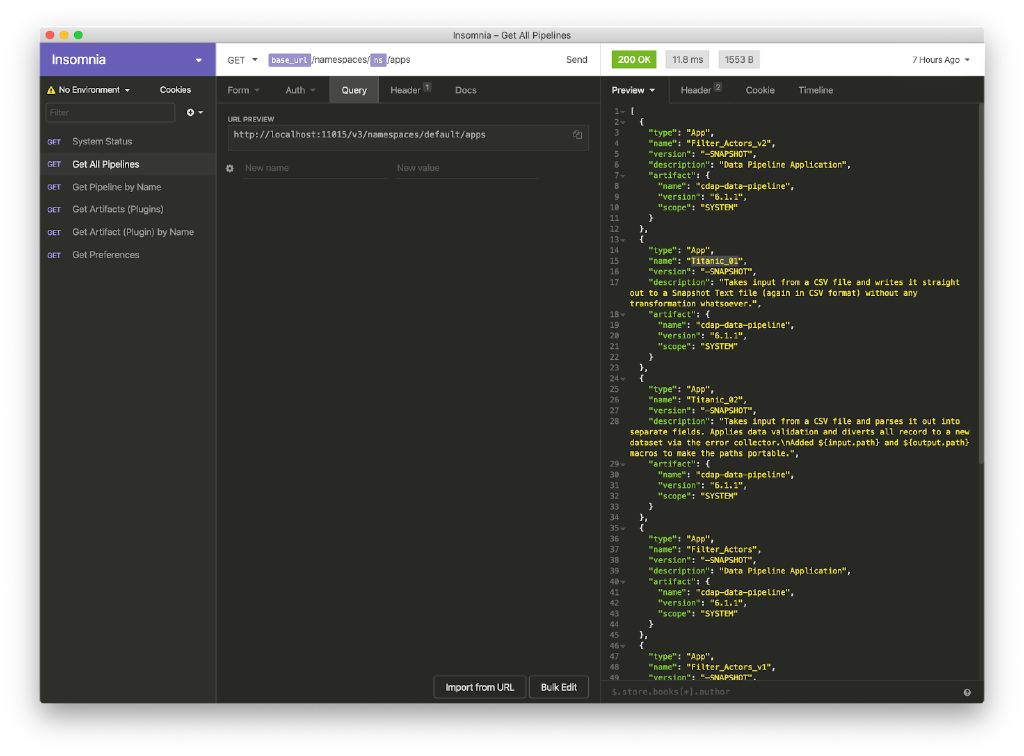 Insomnia – Get All Pipelines
Insomnia
GET base_url/namespaces/ns/apps Send
200 OK 11.8 ms 1553 B 7 Hours Ago
No Environment Cookies
Filter
GET System Status
GET Get All Pipelines
GET Get Pipeline by Name
GET Get Artifacts (Plugins)
GET Get Artifact (Plugin) by Name
GET Get Preferences
Form Auth Query Header 1 Docs
URL PREVIEW
http://localhost:11015/v3/namespaces/default/apps
New name New value
Import from URL Bulk Edit
Preview Header 2 Cookie Timeline
1 [
2 {
3 "type": "App",
4 "name": "Filter_Actors_v2",
5 "version": "-SNAPSHOT",
6 "description": "Data Pipeline Application",
7 "artifact": {
8 "name": "cdap-data-pipeline",
9 "version": "6.1.1",
10 "scope": "SYSTEM"
11 }
12 },
13 {
14 "type": "App",
15 "name": "Titanic_01",
16 "version": "-SNAPSHOT",
17 "description": "Takes input from a CSV file and writes it straight
out to a Snapshot Text file (again in CSV format) without any
transformation whatsoever.",
18 "artifact": {
19 "name": "cdap-data-pipeline",
20 "version": "6.1.1",
21 "scope": "SYSTEM"
22 }
23 },
24 {
25 "type": "App",
26 "name": "Titanic_02",
27 "version": "-SNAPSHOT",
28 "description": "Takes input from a CSV file and parses it out into
separate fields. Applies data validation and diverts all record to a new
dataset via the error collector.\nAdded ${input.path} and ${output.path}
macros to make the paths portable.",
29 "artifact": {
30 "name": "cdap-data-pipeline",
31 "version": "6.1.1",
32 "scope": "SYSTEM"
33 }
34 },
35 {
36 "type": "App",
37 "name": "Filter_Actors",
38 "version": "-SNAPSHOT",
39 "description": "Data Pipeline Application",
40 "artifact": {
41 "name": "cdap-data-pipeline",
42 "version": "6.1.1",
43 "scope": "SYSTEM"
44 }
45 },
46 {
47 "type": "App",
48 "name": "Filter_Actors_v1",
49 "version": "-SNAPSHOT",
$.store.books[*].author